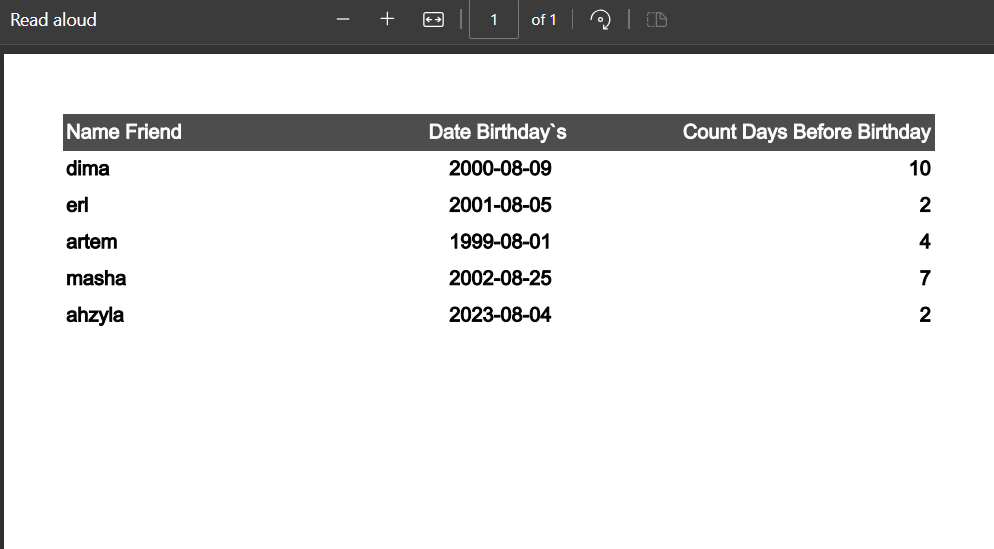 Read aloud 1 of 1
Name Friend Date Birthday`s Count Days Before Birthday
dima 2000-08-09 10
erl 2001-08-05 2
artem 1999-08-01 4
masha 2002-08-25 7
ahzyla 2023-08-04 2